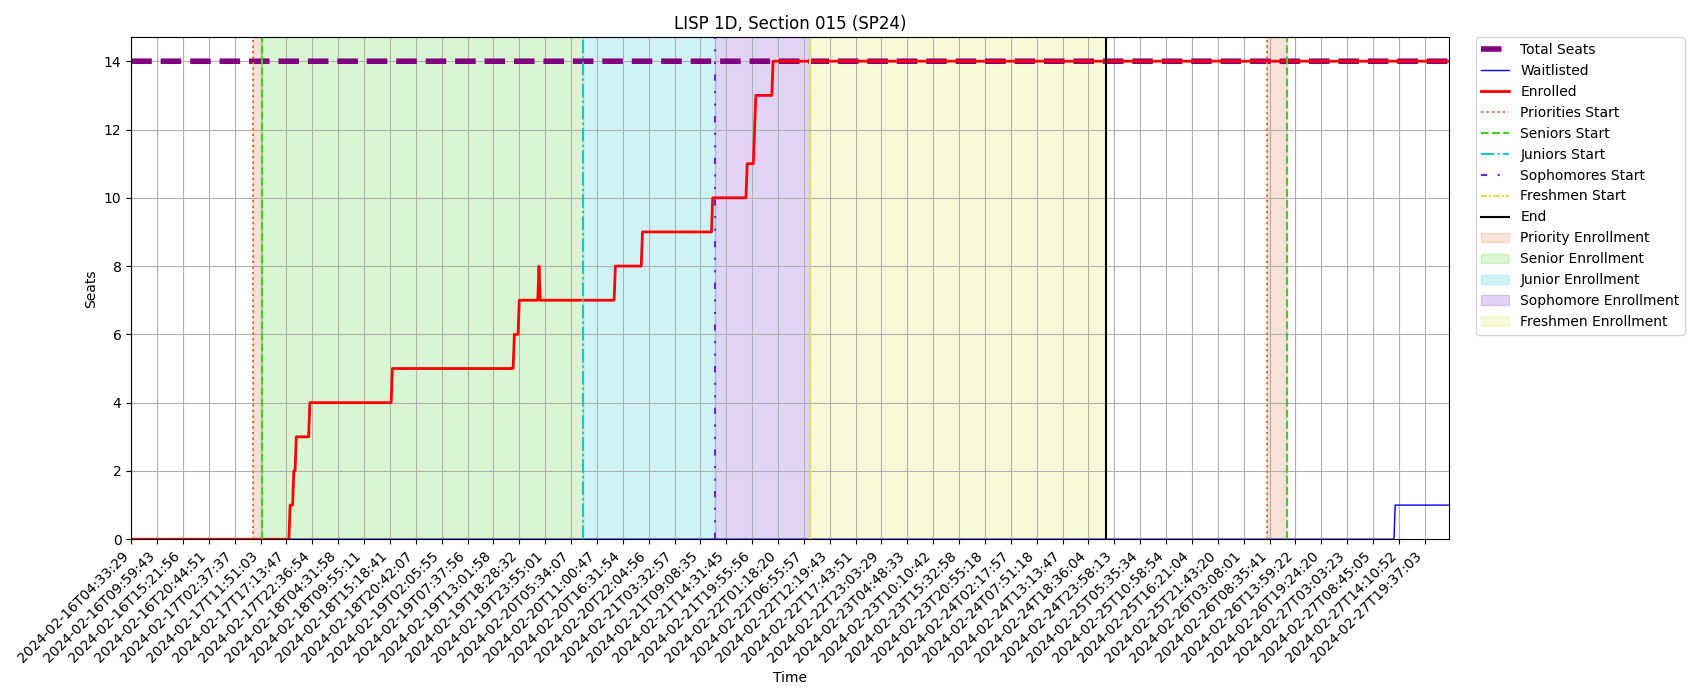 LISP 1D, Section 015 (SP24)
Seats
14
12
10
8
6
4
2
0
2024-02-16T04:33:29
2024-02-16T09:59:43
2024-02-16T15:21:56
2024-02-16T20:44:51
2024-02-17T02:37:37
2024-02-17T11:51:03
2024-02-17T17:13:47
2024-02-17T22:36:54
2024-02-18T04:31:58
2024-02-18T09:55:11
2024-02-18T15:18:41
2024-02-18T20:42:07
2024-02-19T02:05:55
2024-02-19T07:37:56
2024-02-19T13:01:58
2024-02-19T18:28:32
2024-02-19T23:55:01
2024-02-20T05:34:07
2024-02-20T11:00:47
2024-02-20T16:31:54
2024-02-20T22:04:56
2024-02-21T03:32:57
2024-02-21T09:08:35
2024-02-21T14:31:45
2024-02-21T19:55:56
2024-02-22T01:18:20
2024-02-22T06:55:57
2024-02-22T12:19:43
2024-02-22T17:43:51
2024-02-22T23:03:29
2024-02-23T04:48:33
2024-02-23T10:10:42
2024-02-23T15:32:58
2024-02-23T20:55:18
2024-02-24T02:17:57
2024-02-24T07:51:18
2024-02-24T13:13:47
2024-02-24T18:36:04
2024-02-24T23:58:13
2024-02-25T05:35:34
2024-02-25T10:58:54
2024-02-25T16:21:04
2024-02-25T21:43:20
2024-02-26T03:08:01
2024-02-26T08:35:41
2024-02-26T13:59:22
2024-02-26T19:24:20
2024-02-27T03:03:23
2024-02-27T08:45:05
2024-02-27T14:10:52
2024-02-27T19:37:03
Time
Total Seats
Waitlisted
Enrolled
Priorities Start
Seniors Start
Juniors Start
Sophomores Start
Freshmen Start
End
Priority Enrollment
Senior Enrollment
Junior Enrollment
Sophomore Enrollment
Freshmen Enrollment